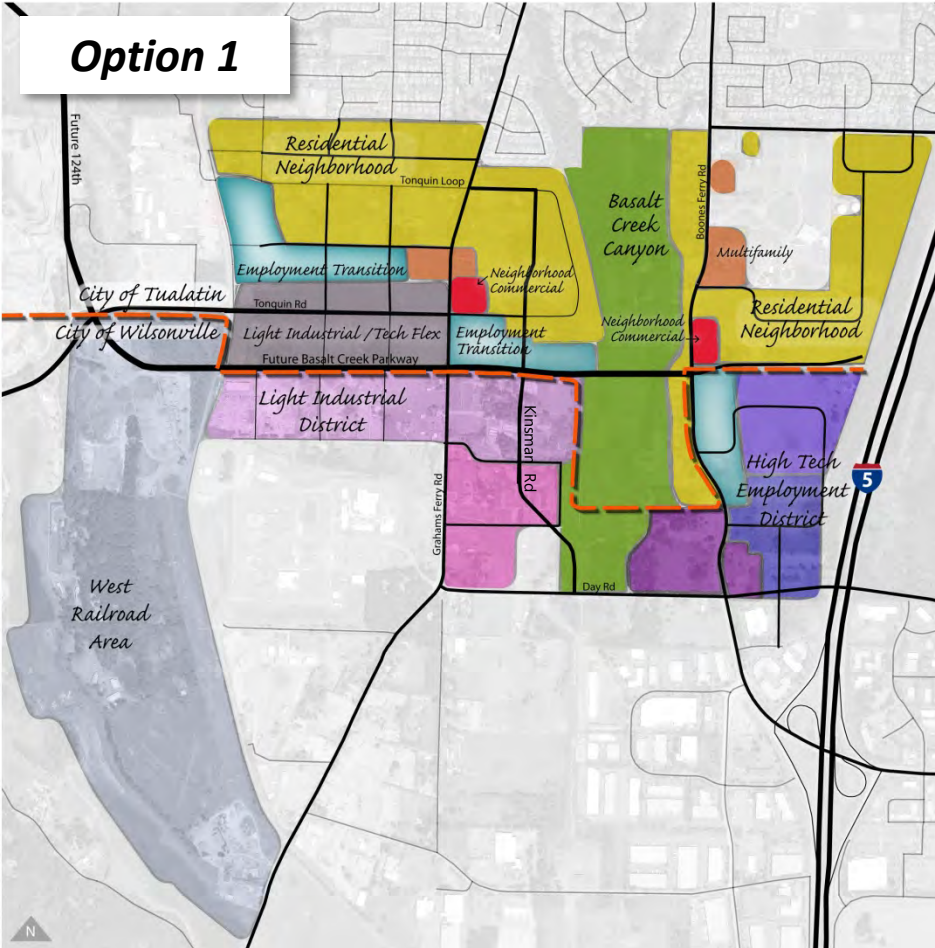 Option 1
Future 124th
Residential
Neighborhood
Tonquin Loop
Basalt
Creek
Canyon
Boones Ferry Rd
Multifamily
Employment Transition
Neighborhood
Commercial
City of Tualatin
Tonquin Rd
Residential
Neighborhood
City of Wilsonville
Light Industrial / Tech Flex
Employment
Transition
Neighborhood
Commercial
Future Basalt Creek Parkway
Light Industrial
District
Kinsman Rd
High Tech
Employment
District
5
Grahams Ferry Rd
West
Railroad
Area
Day Rd
N